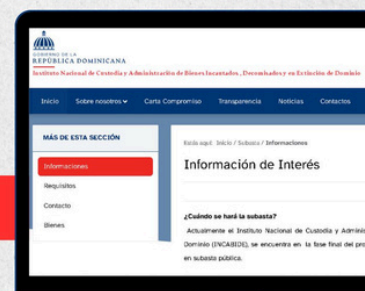 GOBIERNO DE LA
REPÚBLICA DOMINICANA
Instituto Nacional de Custodia y Administración de Bienes Incautados, Decomisados y en Extinción de Dominio
Inicio Sobre nosotros Carta Compromiso Transparencia Noticias Contactos
MÁS DE ESTA SECCIÓN
Informaciones
Requisitos
Contacto
Bienes
Estás aquí: Inicio / Subasta / Informaciones
Información de Interés
¿Cuándo se hará la subasta?
Actualmente el Instituto Nacional de Custodia y Adminis
Dominio (INCABIDE), se encuentra en la fase final del pro
en subasta pública.